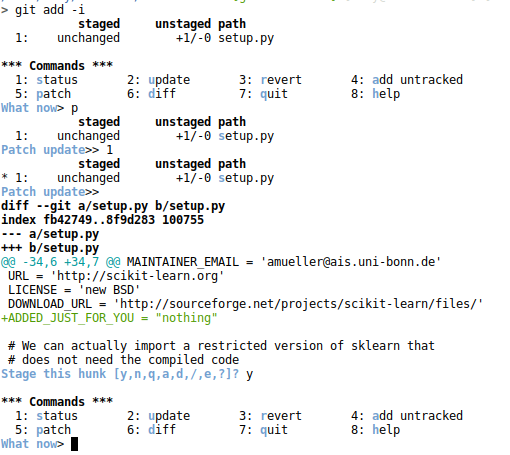 > git add -i
staged unstaged path
1: unchanged +1/-0 setup.py
*** Commands ***
1: status 2: update 3: revert 4: add untracked
5: patch 6: diff 7: quit 8: help
What now> p
staged unstaged path
1: unchanged +1/-0 setup.py
Patch update>> 1
staged unstaged path
* 1: unchanged +1/-0 setup.py
Patch update>>
diff --git a/setup.py b/setup.py
index fb42749..8f9d283 100755
--- a/setup.py
+++ b/setup.py
@@ -34,6 +34,7 @@ MAINTAINER_EMAIL = 'amueller@ais.uni-bonn.de'
URL = 'http://scikit-learn.org'
LICENSE = 'new BSD'
DOWNLOAD_URL = 'http://sourceforge.net/projects/scikit-learn/files/'
+ADDED_JUST_FOR_YOU = "nothing"
# We can actually import a restricted version of sklearn that
# does not need the compiled code
Stage this hunk [y,n,q,a,d,/,e,?]? y
*** Commands ***
1: status 2: update 3: revert 4: add untracked
5: patch 6: diff 7: quit 8: help
What now>